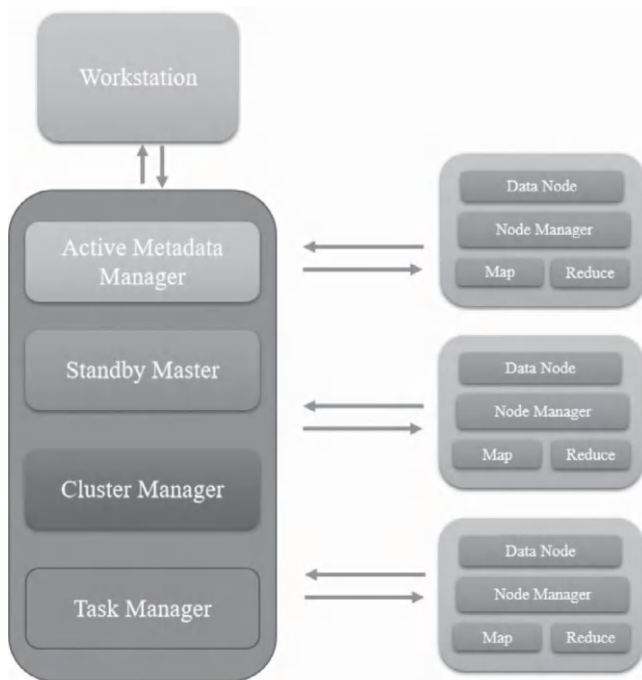 Workstation
Active Metadata
Manager
Standby Master
Cluster Manager
Task Manager
Data Node
Node Manager
Map Reduce
Data Node
Node Manager
Map Reduce
Data Node
Node Manager
Map Reduce